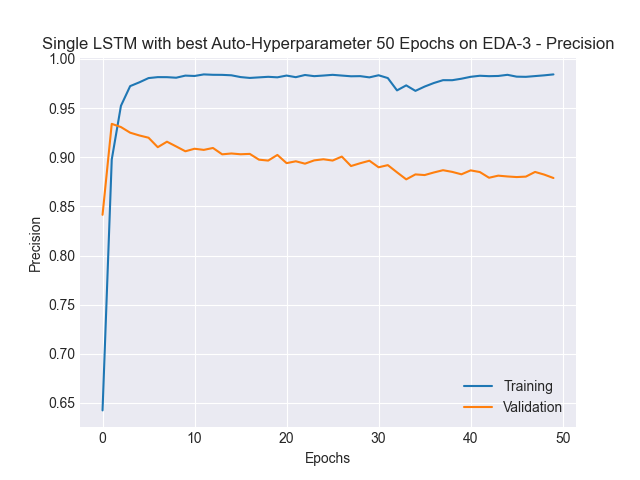 Single LSTM with best Auto-Hyperparameter 50 Epochs on EDA-3 - Precision
1.00
0.95
0.90
0.85
0.80
0.75
0.70
0.65
Precision
Training
Validation
0 10 20 30 40 50
Epochs